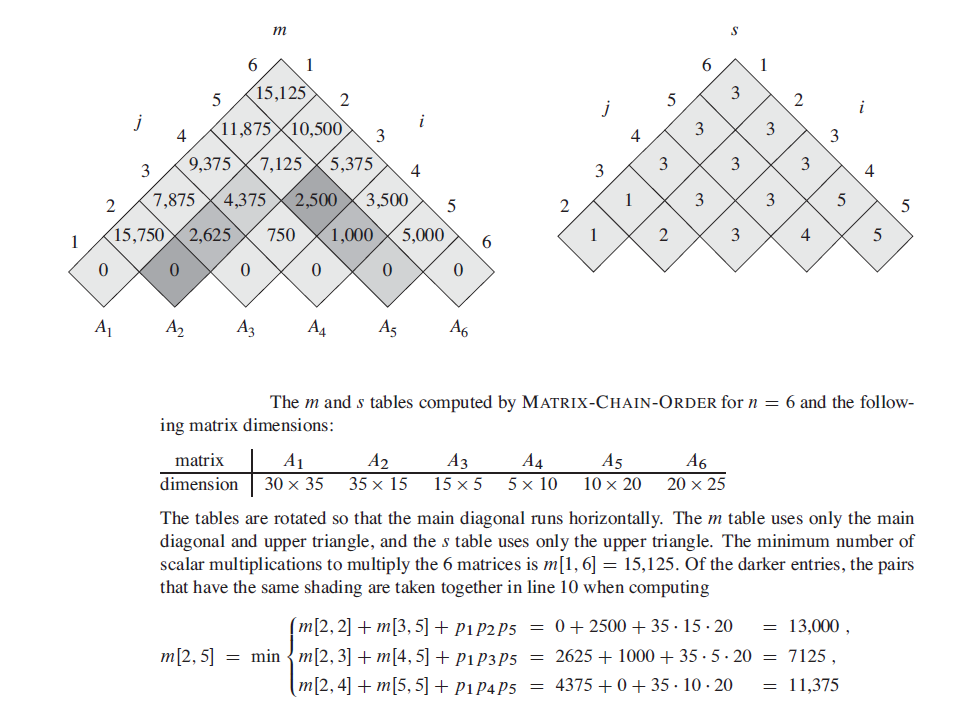 m
s
6 1
6 1
15,125
3
5 2
5 2
j i
j i
11,875 10,500
3 3
4 3
4 3
9,375 7,125 5,375
3 3 3
3 4
3 4
7,875 4,375 2,500 3,500
1 3 3 5
2 5
2 5
15,750 2,625 750 1,000 5,000
1 2 3 4 5
1 6
0 0 0 0 0 0
A1 A2 A3 A4 A5 A6
The m and s tables computed by MATRIX-CHAIN-ORDER for n = 6 and the follow-
ing matrix dimensions:
matrix A1 A2 A3 A4 A5 A6
dimension 30 × 35 35 × 15 15 × 5 5 × 10 10 × 20 20 × 25
The tables are rotated so that the main diagonal runs horizontally. The m table uses only the main
diagonal and upper triangle, and the s table uses only the upper triangle. The minimum number of
scalar multiplications to multiply the 6 matrices is m[1, 6] = 15,125. Of the darker entries, the pairs
that have the same shading are taken together in line 10 when computing
m[2, 2] + m[3, 5] + p1p2p5 = 0 + 2500 + 35 · 15 · 20 = 13,000 ,
m[2, 5] = min { m[2, 3] + m[4, 5] + p1p3p5 = 2625 + 1000 + 35 · 5 · 20 = 7125 ,
m[2, 4] + m[5, 5] + p1p4p5 = 4375 + 0 + 35 · 10 · 20 = 11,375